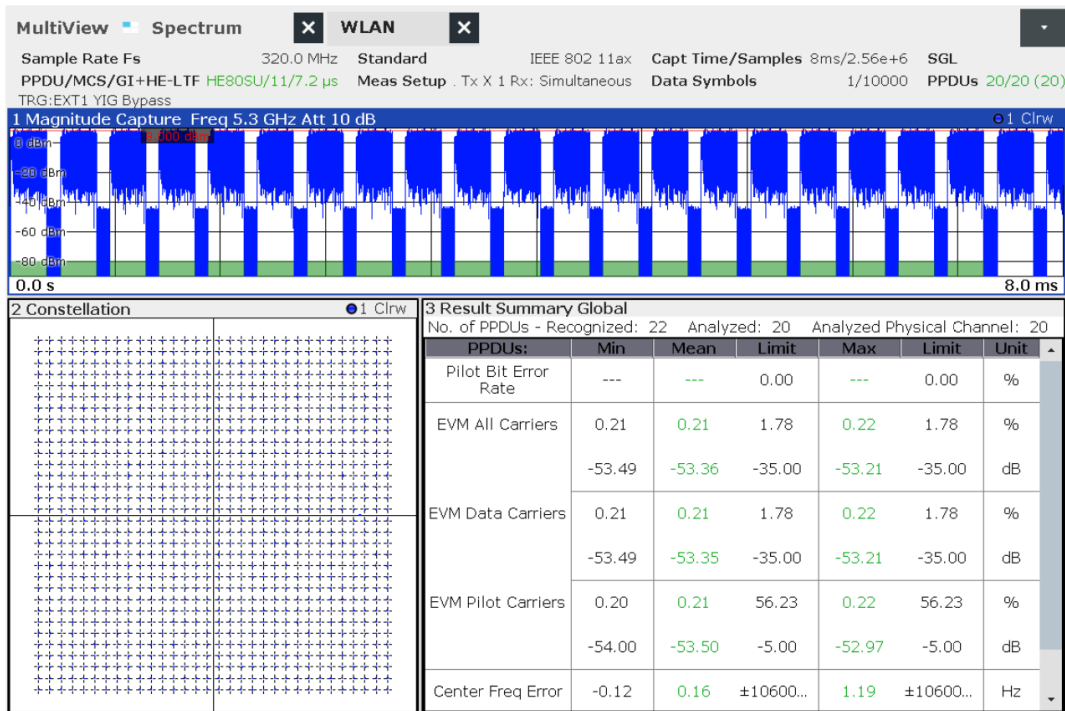 MultiView Spectrum × WLAN ×
Sample Rate Fs 320.0 MHz Standard IEEE 802 11ax Capt Time/Samples 8ms/2.56e+6 SGL
PPDU/MCS/GI+HE-LTF HE80SU/11/7.2 µs Meas Setup . Tx X 1 Rx: Simultaneous Data Symbols 1/10000 PPDUs 20/20 (20)
TRG:EXT1 YIG Bypass
1 Magnitude Capture Freq 5.3 GHz Att 10 dB 1 Clrw
0 dBm
-20 dBm
-40 dBm
-60 dBm
-80 dBm
0.0 s 8.0 ms
2 Constellation 1 Clrw
3 Result Summary Global
No. of PPDUs - Recognized: 22 Analyzed: 20 Analyzed Physical Channel: 20
PPDUs: Min Mean Limit Max Limit Unit
Pilot Bit Error
Rate --- --- 0.00 --- 0.00 %
EVM All Carriers 0.21 0.21 1.78 0.22 1.78 %
-53.49 -53.36 -35.00 -53.21 -35.00 dB
EVM Data Carriers 0.21 0.21 1.78 0.22 1.78 %
-53.49 -53.35 -35.00 -53.21 -35.00 dB
EVM Pilot Carriers 0.20 0.21 56.23 0.22 56.23 %
-54.00 -53.50 -5.00 -52.97 -5.00 dB
Center Freq Error -0.12 0.16 ±10600... 1.19 ±10600... Hz